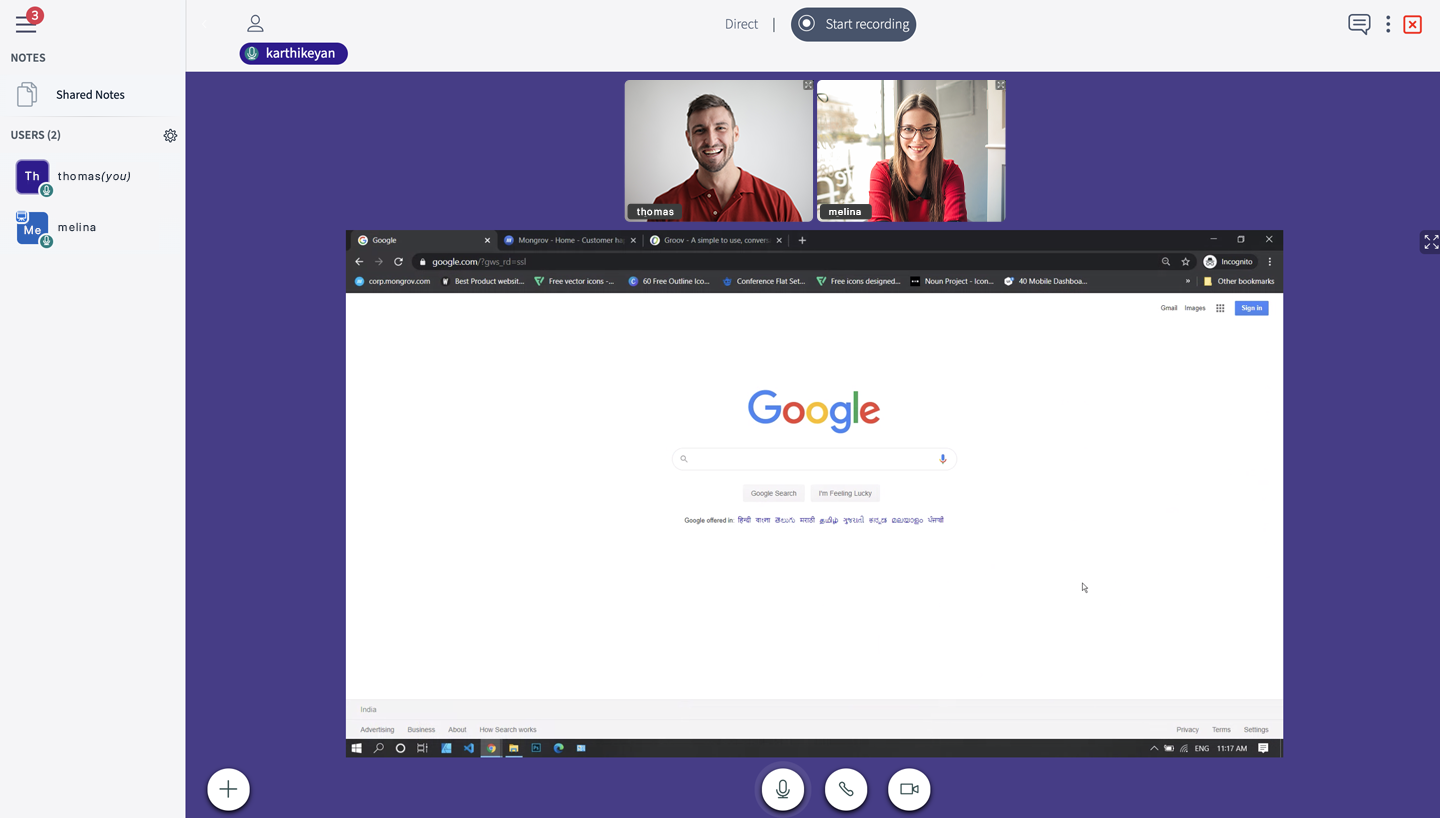 3
Direct | Start recording
karthikeyan
NOTES
Shared Notes
USERS (2)
Th thomas(you)
Me melina
thomas
melina
Google
Mongrov - Home - Customer ha
Groov - A simple to use, convers
google.com/?gws_rd=ssl
Incognito
corp.mongrov.com
Best Product websit...
Free vector icons -...
60 Free Outline Ico...
Conference Flat Set...
Free icons designed...
Noun Project - Icon...
40 Mobile Dashboa...
»
Other bookmarks
Gmail Images Sign in
Google
Google Search I'm Feeling Lucky
Google offered in: हिन्दी বাংলা తెలుగు मराठी தமிழ் ગુજરાતી ಕನ್ನಡ മലയാളം ਪੰਜਾਬੀ
India
Advertising Business About How Search works
Privacy Terms Settings
ENG 11:17 AM